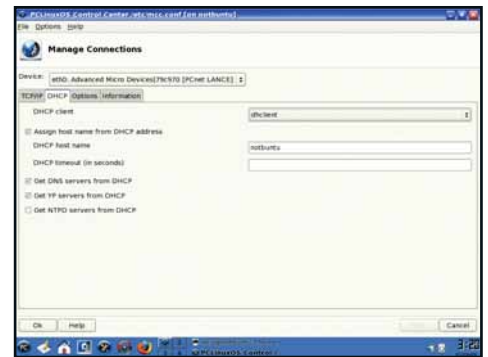 PCLinuxOS Control Center /etc/mcc.conf [on notbuntu]
File Options Help
Manage Connections
Device: eth0: Advanced Micro Devices|79c970 [PCnet LANCE]
TCP/IP DHCP Options Information
DHCP client dhclient
Assign host name from DHCP address
DHCP host name notbuntu
DHCP timeout (in seconds)
Get DNS servers from DHCP
Get YP servers from DHCP
Get NTPD servers from DHCP
Ok Help Cancel
PCLinuxOS Control C